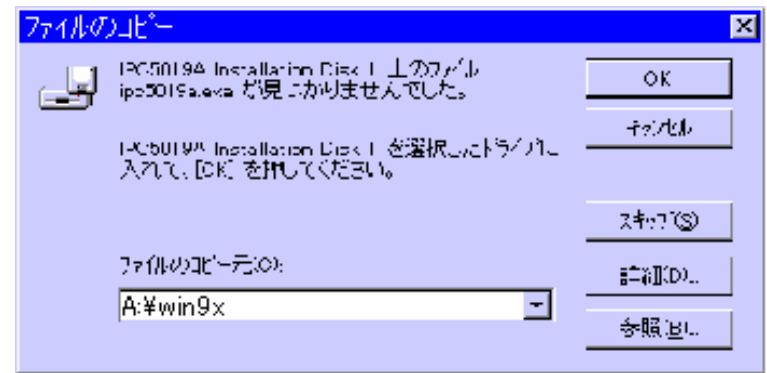 ファイルのコピー
IPC5019A Installation Disk 1 上のファイル
ipc5019a.exe が見つかりませんでした。
IPC5019A Installation Disk 1 を選択したドライブに
入れて、[OK] を押してください。
ファイルのコピー元(C):
A:¥win9x
OK
キャンセル
スキップ(S)
詳細(D)...
参照(B)...